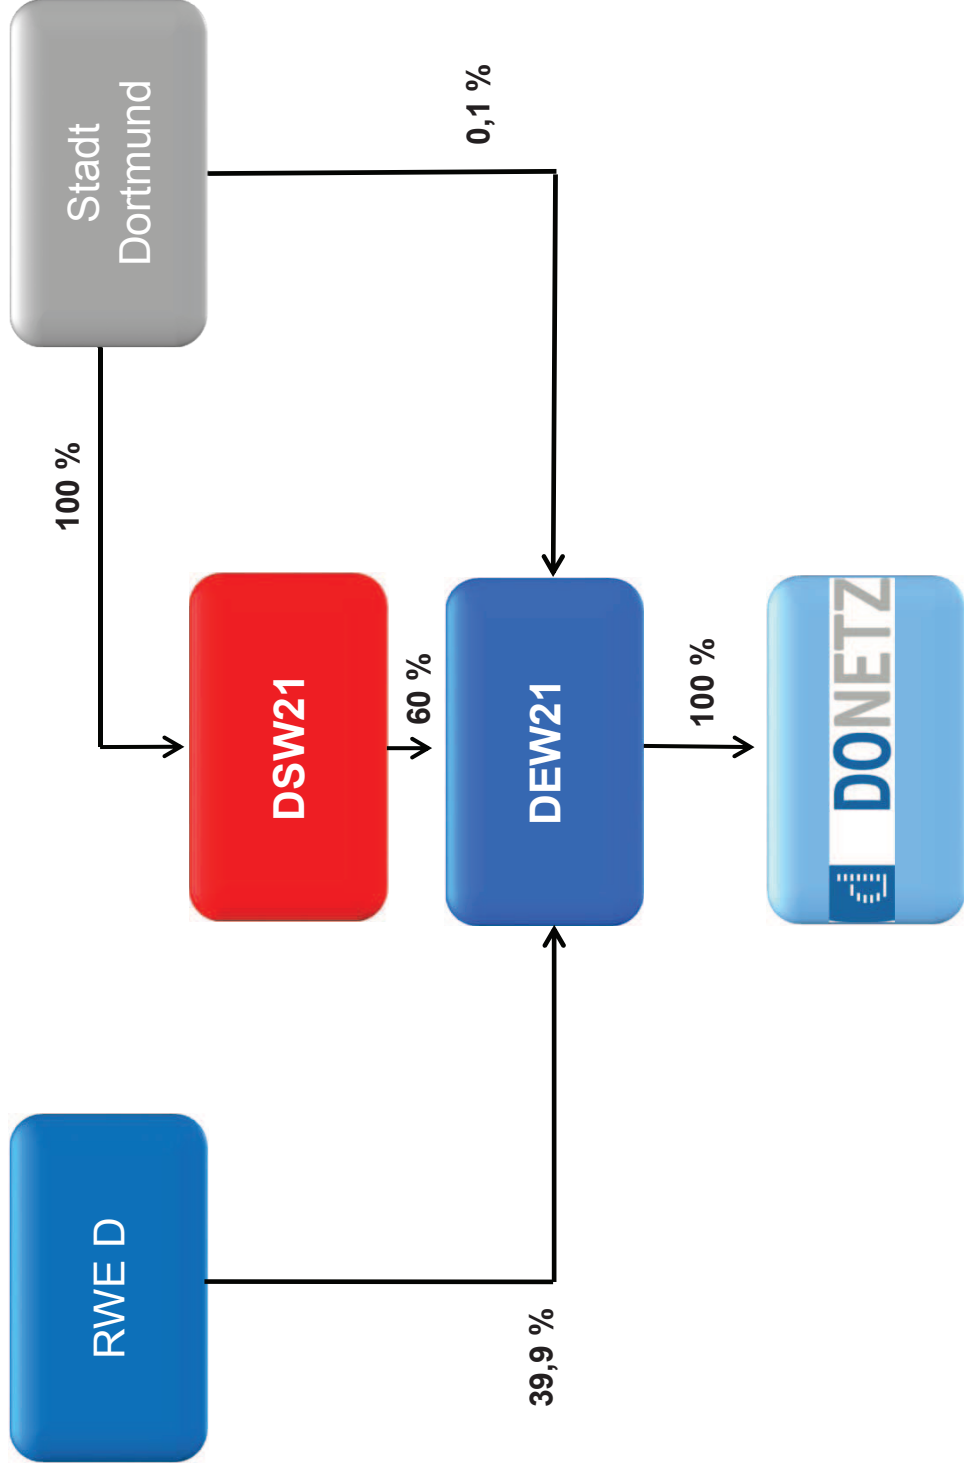 RWE D
Stadt
Dortmund
100 %
0,1 %
DSW21
60 %
39,9 %
DEW21
100 %
DONETZ